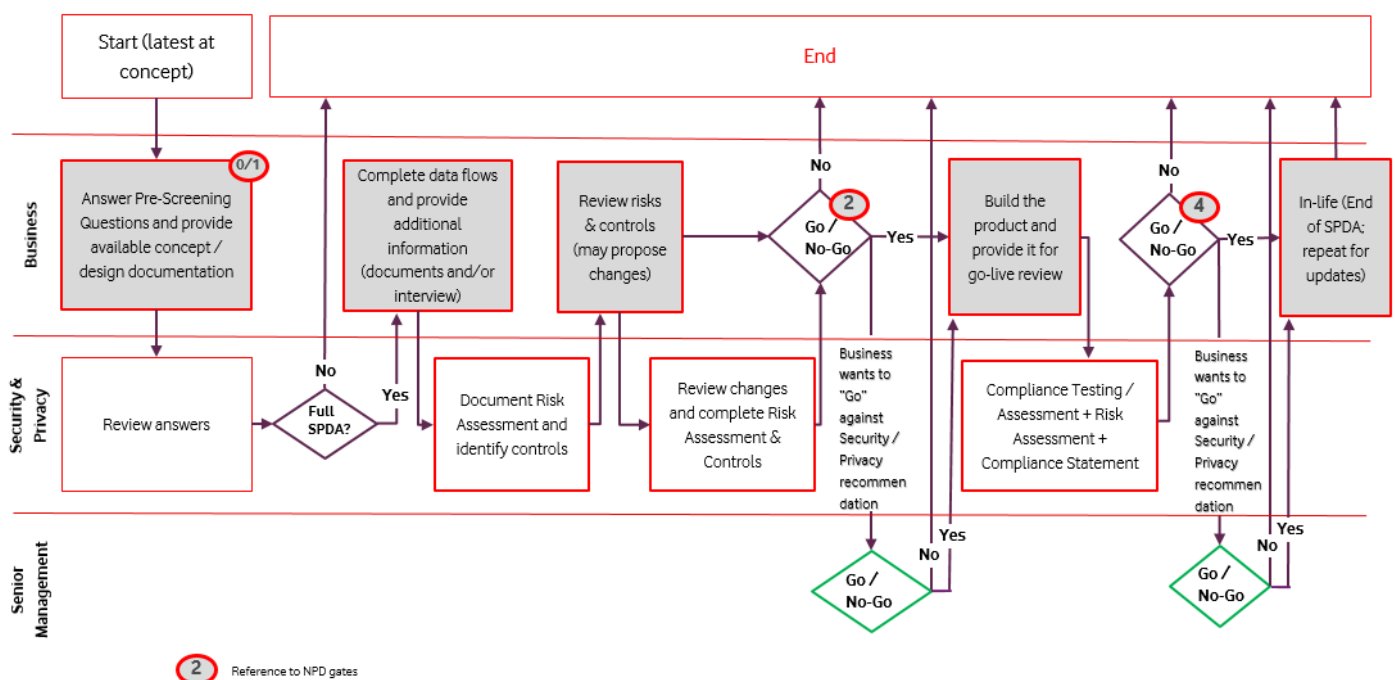 Start (latest at
concept)
End
Business
0/1
Answer Pre-Screening
Questions and provide
available concept /
design documentation
Complete data flows
and provide
additional
information
(documents and/or
interview)
Review risks
& controls
(may propose
changes)
No
2
Go /
No-Go
Yes
Build the
product and
provide it for
go-live review
No
4
Go /
No-Go
Yes
In-life (End
of SPDA;
repeat for
updates)
Security &
Privacy
Review answers
No
Full
SPDA?
Yes
Document Risk
Assessment and
identify controls
Review changes
and complete Risk
Assessment &
Controls
Business
wants to
"Go"
against
Security /
Privacy
recommen
dation
Compliance Testing /
Assessment + Risk
Assessment +
Compliance Statement
Business
wants to
"Go"
against
Security /
Privacy
recommen
dation
Senior
Management
Go /
No-Go
No
Yes
Go /
No-Go
No
Yes
2
Reference to NPD gates